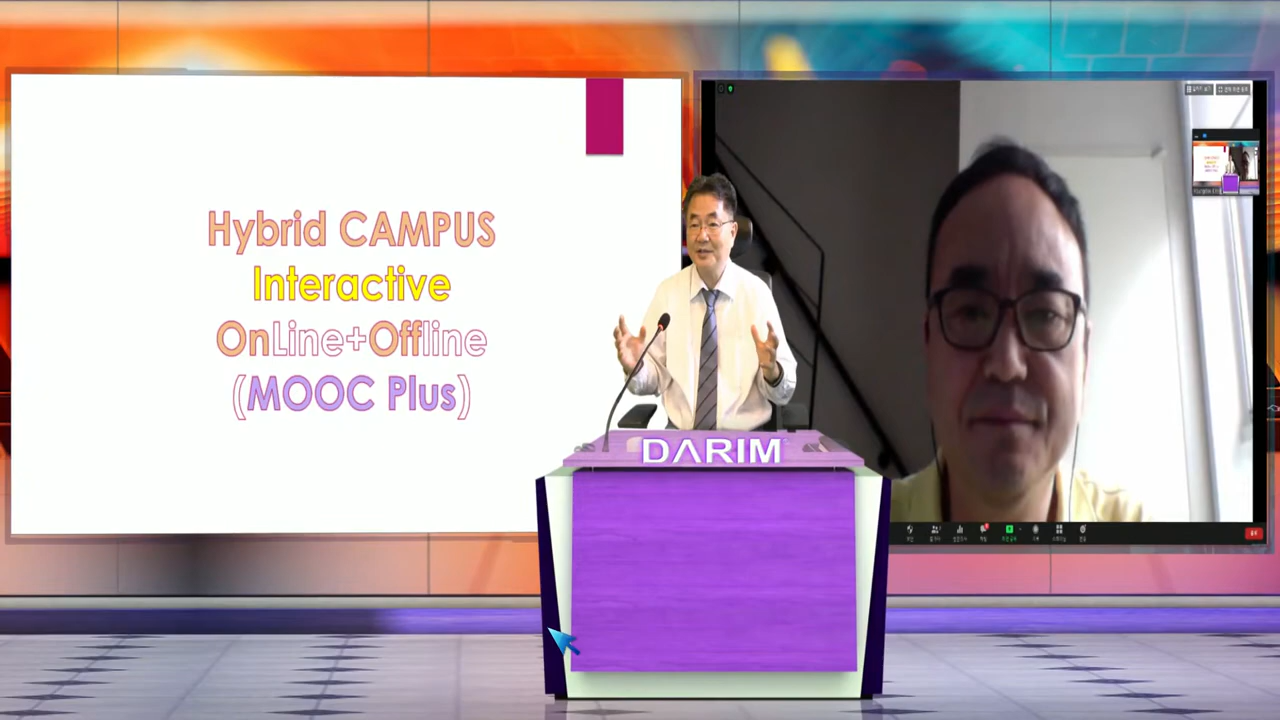 Hybrid CAMPUS
Interactive
OnLine+Offline
(MOOC Plus)
DARIM